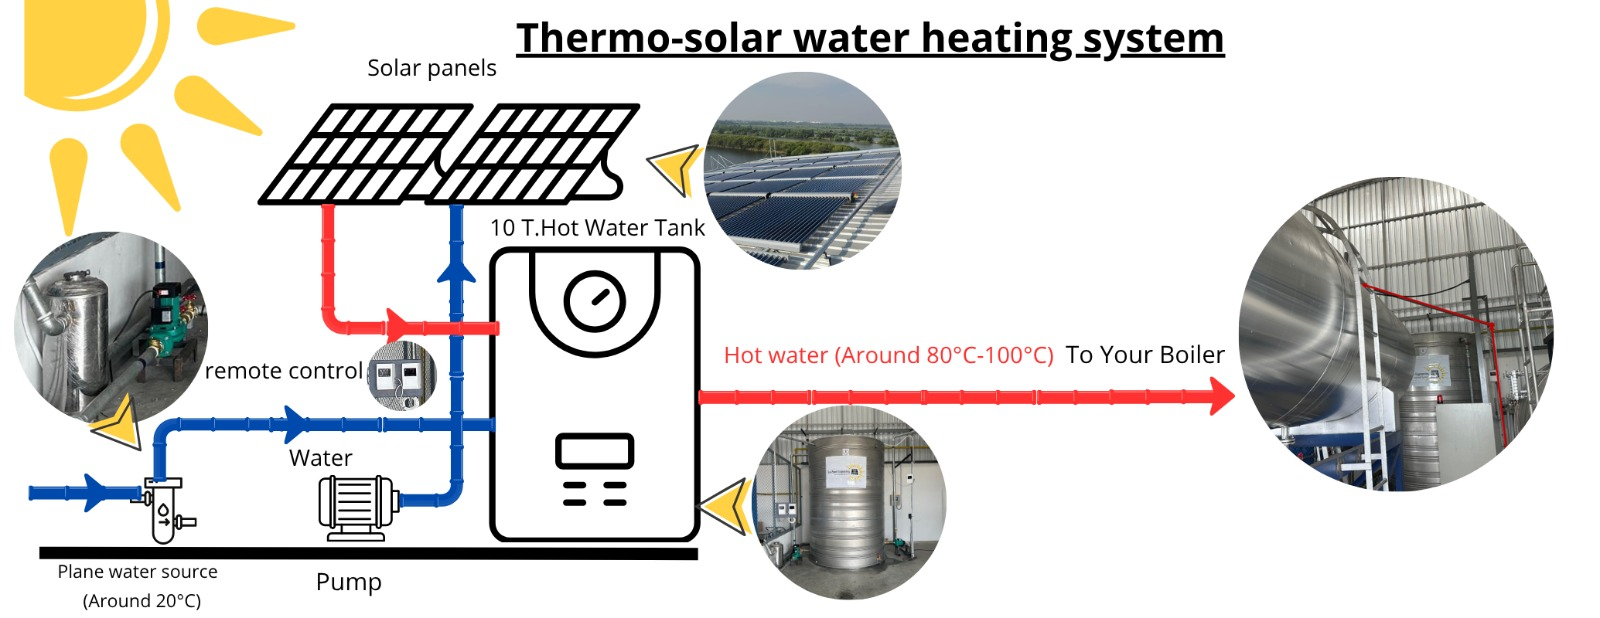 Thermo-solar water heating system
Solar panels
10 T.Hot Water Tank
Hot water (Around 80°C-100°C) To Your Boiler
remote control
Water
Plane water source
(Around 20°C)
Pump